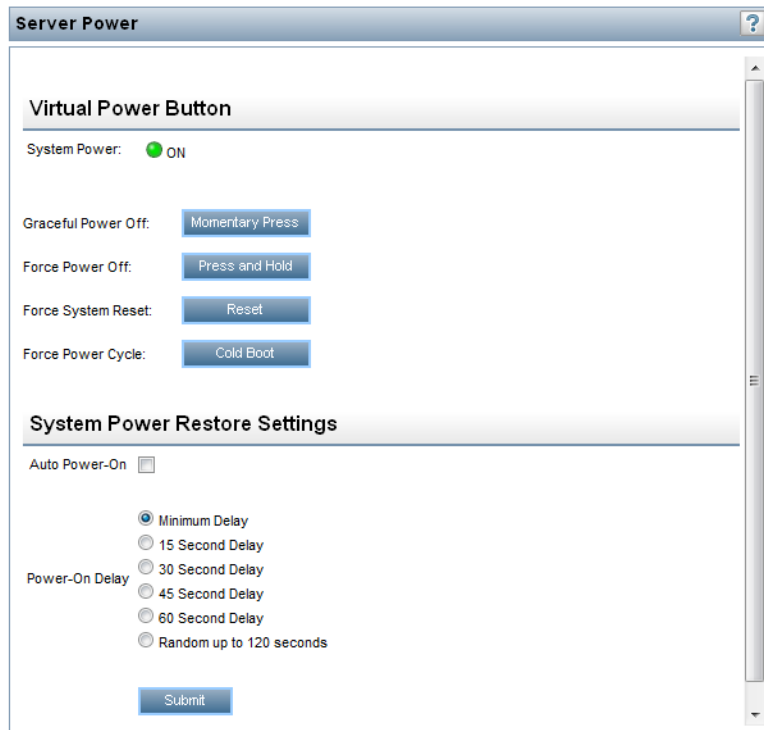 Server Power
?
Virtual Power Button
System Power: ON
Graceful Power Off: Momentary Press
Force Power Off: Press and Hold
Force System Reset: Reset
Force Power Cycle: Cold Boot
System Power Restore Settings
Auto Power-On
Power-On Delay
Minimum Delay
15 Second Delay
30 Second Delay
45 Second Delay
60 Second Delay
Random up to 120 seconds
Submit